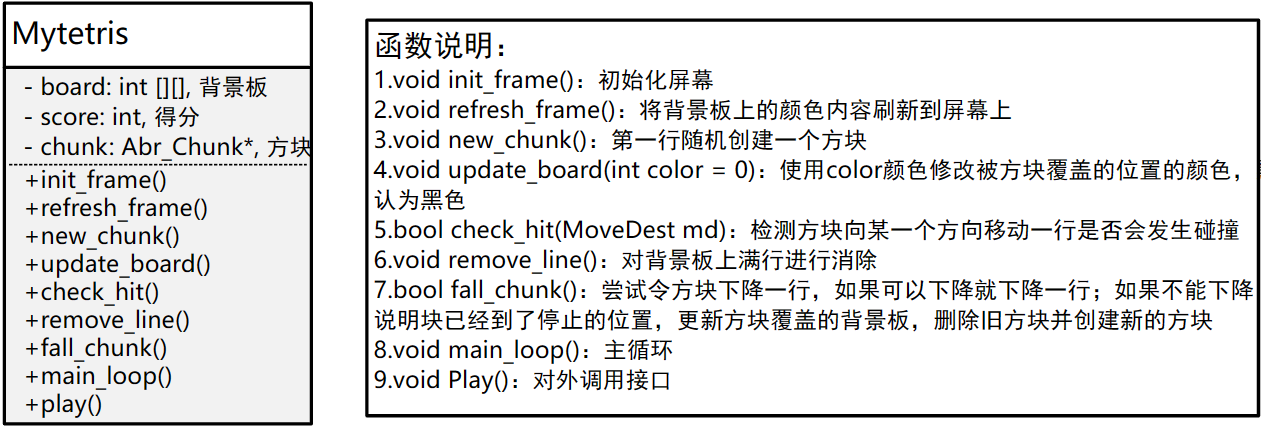 Mytetris
- board: int [][], 背景板
- score: int, 得分
- chunk: Abr_Chunk*, 方块
+init_frame()
+refresh_frame()
+new_chunk()
+update_board()
+check_hit()
+remove_line()
+fall_chunk()
+main_loop()
+play()
函数说明：
1.void init_frame()：初始化屏幕
2.void refresh_frame()：将背景板上的颜色内容刷新到屏幕上
3.void new_chunk()：第一行随机创建一个方块
4.void update_board(int color = 0)：使用color颜色修改被方块覆盖的位置的颜色，
认为黑色
5.bool check_hit(MoveDest md)：检测方块向某一个方向移动一行是否会发生碰撞
6.void remove_line()：对背景板上满行进行消除
7.bool fall_chunk()：尝试令方块下降一行，如果可以下降就下降一行；如果不能下降
说明块已经到了停止的位置，更新方块覆盖的背景板，删除旧方块并创建新的方块
8.void main_loop()：主循环
9.void Play()：对外调用接口